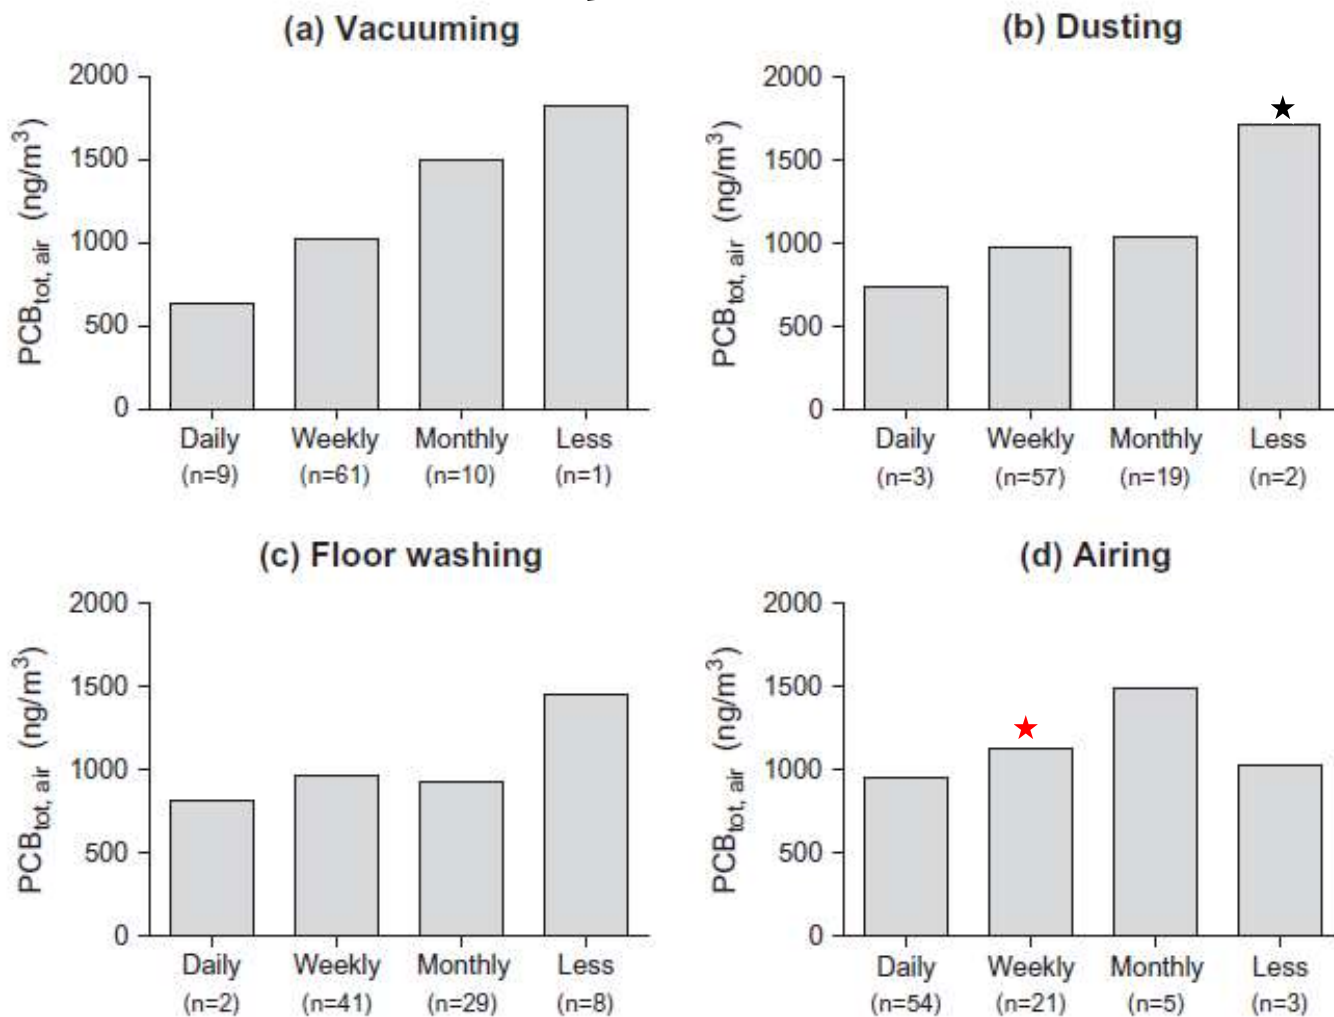 (a) Vacuuming
PCBtot, air (ng/m³)
2000
1500
1000
500
0
Daily Weekly Monthly Less
(n=9) (n=61) (n=10) (n=1)
(b) Dusting
PCBtot, air (ng/m³)
2000
1500
1000
500
0
Daily Weekly Monthly Less
(n=3) (n=57) (n=19) (n=2)
(c) Floor washing
PCBtot, air (ng/m³)
2000
1500
1000
500
0
Daily Weekly Monthly Less
(n=2) (n=41) (n=29) (n=8)
(d) Airing
PCBtot, air (ng/m³)
2000
1500
1000
500
0
Daily Weekly Monthly Less
(n=54) (n=21) (n=5) (n=3)